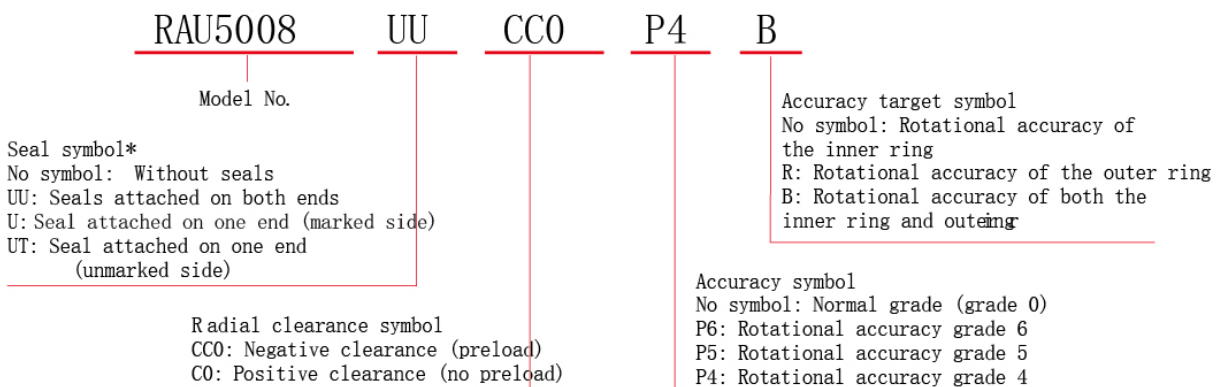 RAU5008 UU CC0 P4 B
Model No.
Seal symbol*
No symbol: Without seals
UU: Seals attached on both ends
U: Seal attached on one end (marked side)
UT: Seal attached on one end
(unmarked side)
Radial clearance symbol
CC0: Negative clearance (preload)
C0: Positive clearance (no preload)
Accuracy target symbol
No symbol: Rotational accuracy of
the inner ring
R: Rotational accuracy of the outer ring
B: Rotational accuracy of both the
inner ring and
Accuracy symbol
No symbol: Normal grade (grade 0)
P6: Rotational accuracy grade 6
P5: Rotational accuracy grade 5
P4: Rotational accuracy grade 4